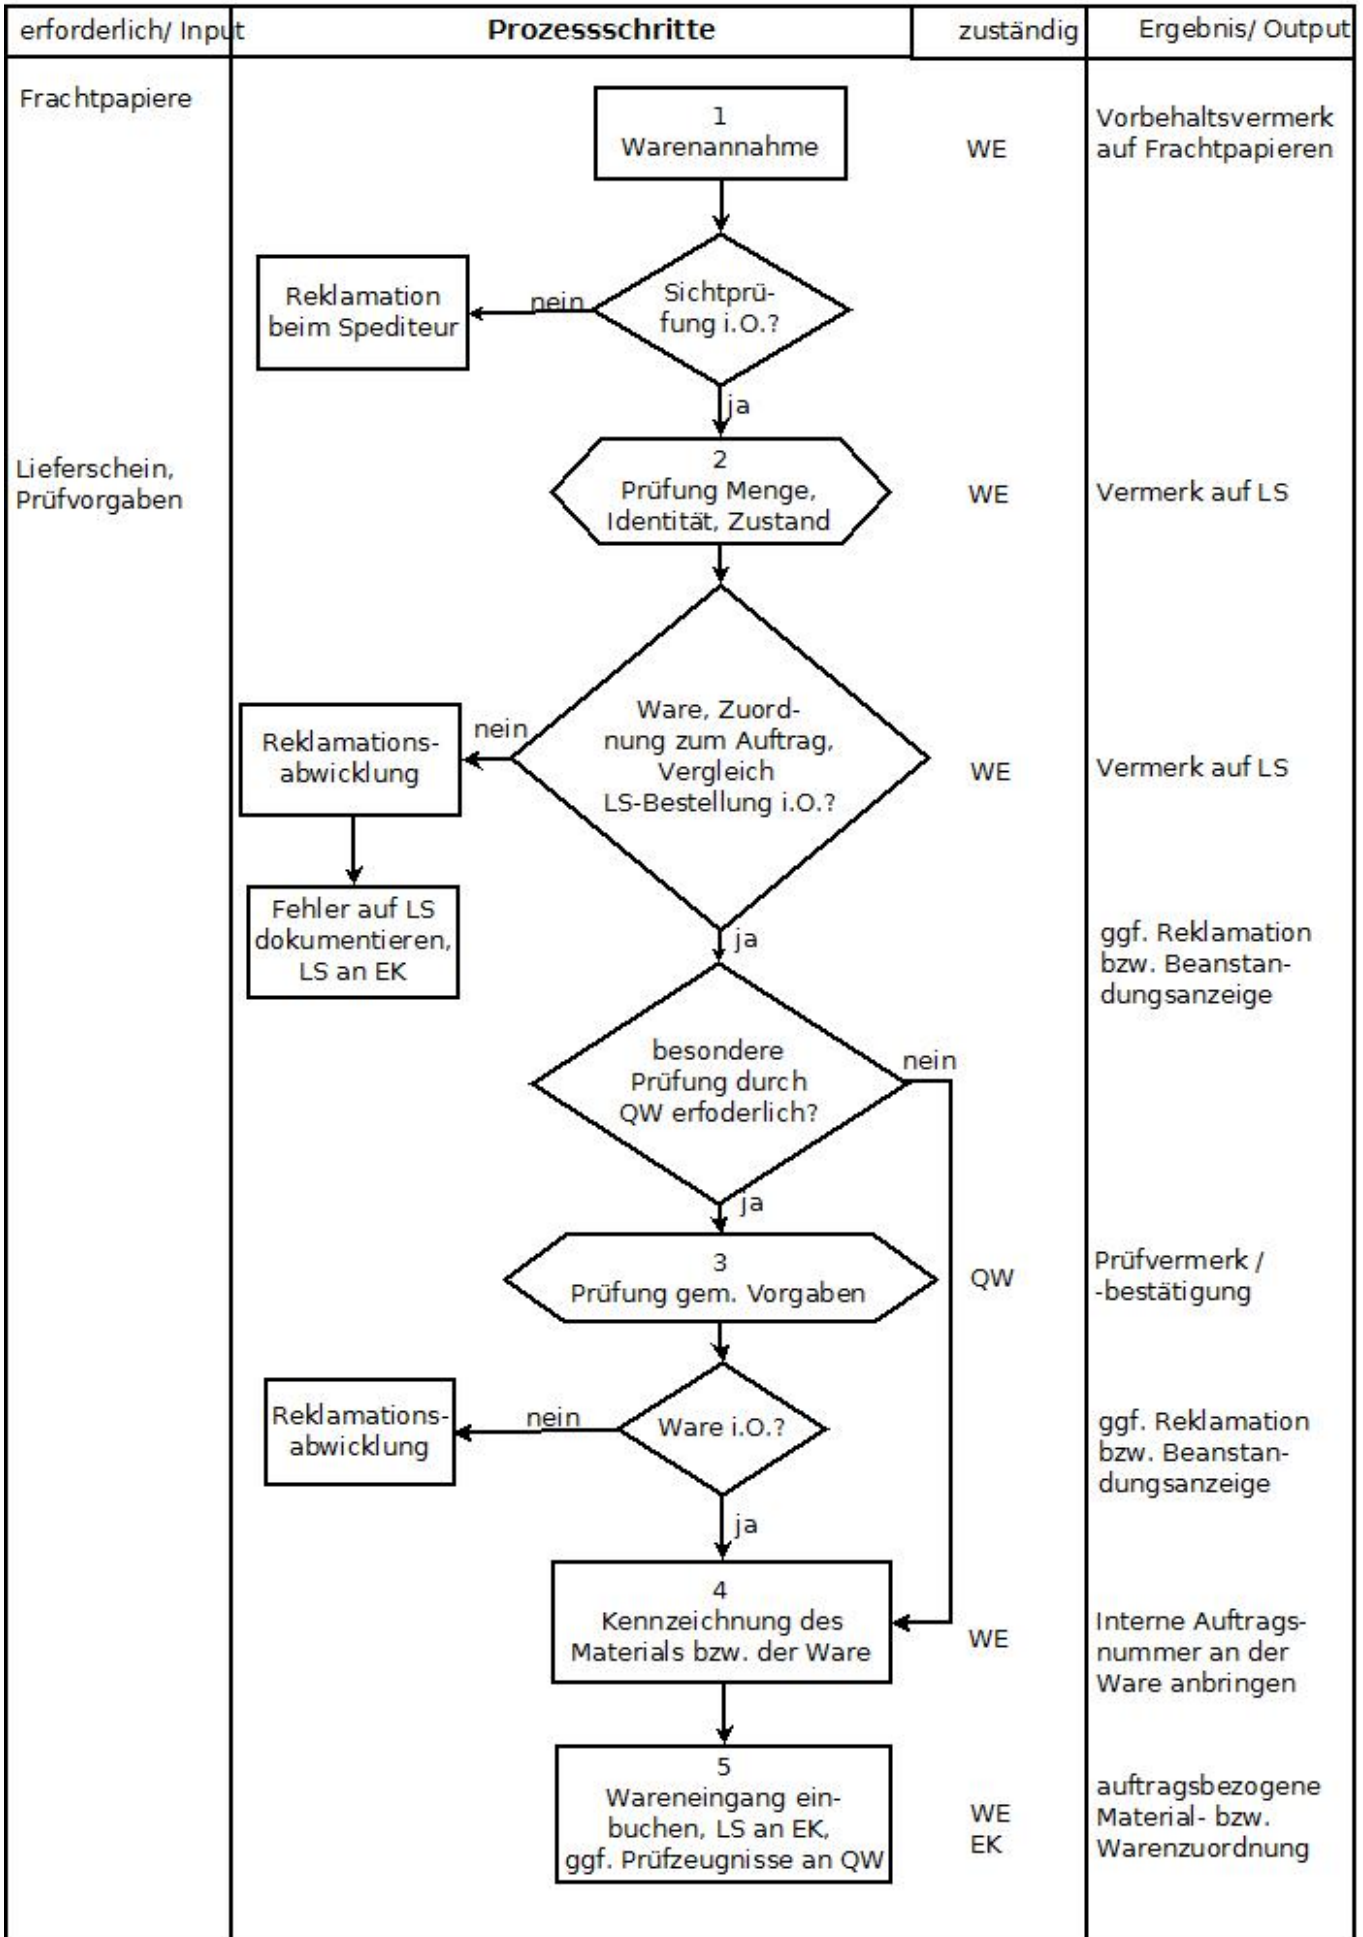 erforderlich/ Input
Prozessschritte
zuständig
Ergebnis/ Output
Frachtpapiere
1
Warenannahme
WE
Vorbehaltsvermerk
auf Frachtpapieren
Sichtprü-
fung i.O.?
nein
Reklamation
beim Spediteur
ja
Lieferschein,
Prüfvorgaben
2
Prüfung Menge,
Identität, Zustand
WE
Vermerk auf LS
Ware, Zuord-
nung zum Auftrag,
Vergleich
LS-Bestellung i.O.?
nein
Reklamations-
abwicklung
WE
Vermerk auf LS
Fehler auf LS
dokumentieren,
LS an EK
ja
ggf. Reklamation
bzw. Beanstan-
dungsanzeige
besondere
Prüfung durch
QW erfoderlich?
nein
ja
3
Prüfung gem. Vorgaben
QW
Prüfvermerk /
-bestätigung
Ware i.O.?
nein
Reklamations-
abwicklung
ggf. Reklamation
bzw. Beanstan-
dungsanzeige
ja
4
Kennzeichnung des
Materials bzw. der Ware
WE
Interne Auftrags-
nummer an der
Ware anbringen
5
Wareneingang ein-
buchen, LS an EK,
ggf. Prüfzeugnisse an QW
WE
EK
auftragsbezogene
Material- bzw.
Warenzuordnung